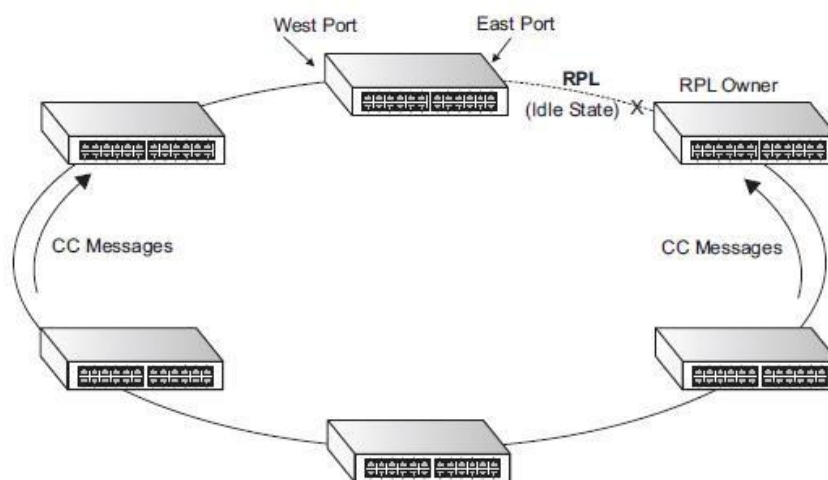 West Port
East Port
RPL
(Idle State)
X
RPL Owner
CC Messages
CC Messages